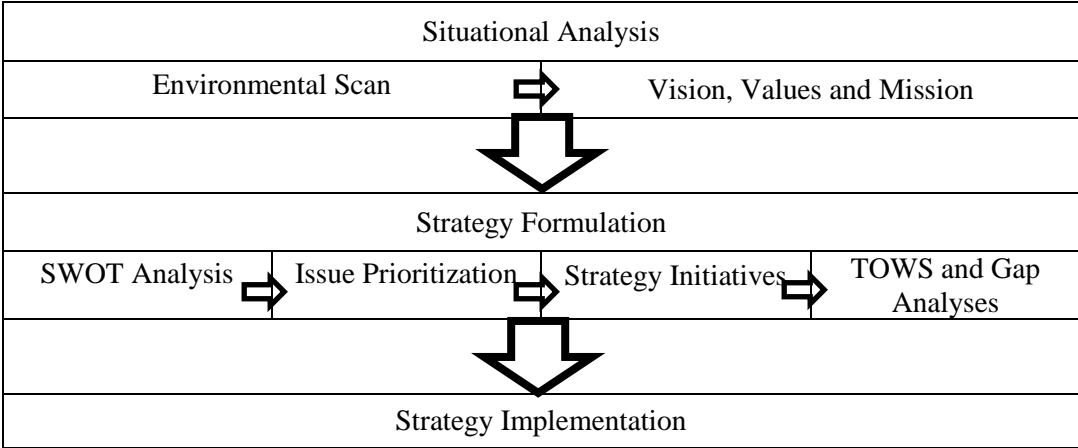 Situational Analysis
Environmental Scan
Vision, Values and Mission
Strategy Formulation
SWOT Analysis
Issue Prioritization
Strategy Initiatives
TOWS and Gap
Analyses
Strategy Implementation